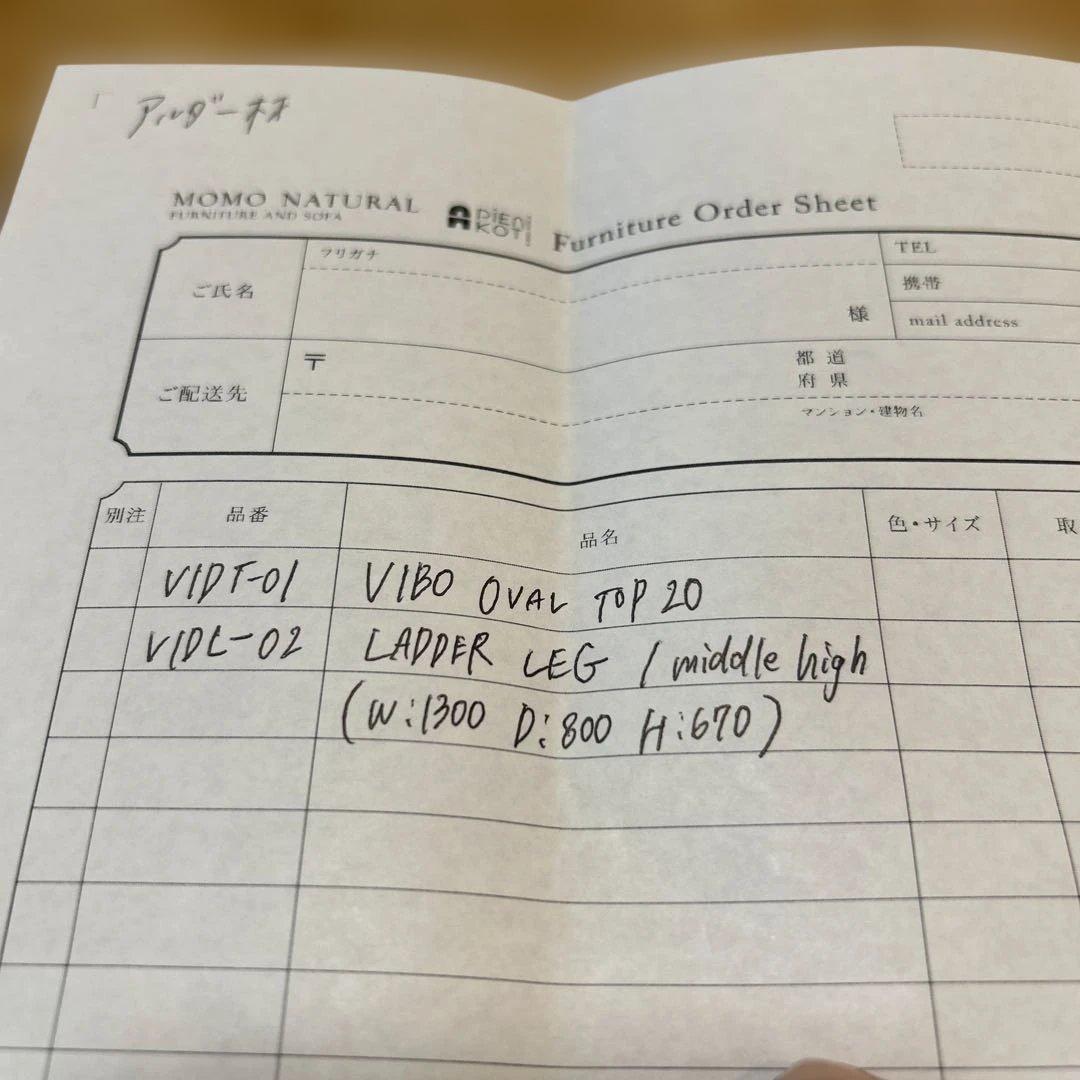 アルダー材
MOMO NATURAL
FURNITURE AND SOFA
PiENi KOTi
Furniture Order Sheet
フリガナ
TEL
ご氏名
様
携帯
mail address
ご配送先
〒
都 道
府 県
マンション・建物名
別注 品番 品名 色・サイズ 取
VIDT-01 VIBO OVAL TOP 20
VIDL-02 LADDER LEG / middle high
(W:1300 D:800 H:670)